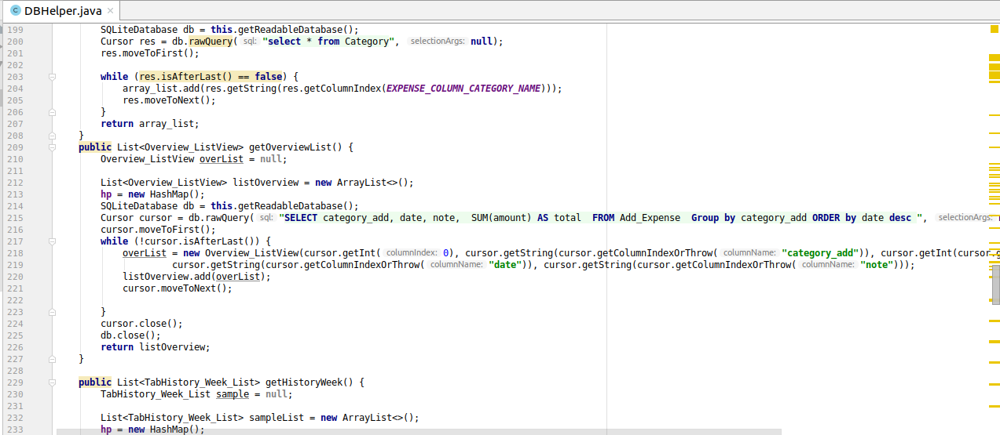 DBHelper.java
199 SQLiteDatabase db = this.getReadableDatabase();
200 Cursor res = db.rawQuery( sql: "select * from Category", selectionArgs: null);
201 res.moveToFirst();
202
203 while (res.isAfterLast() == false) {
204 array_list.add(res.getString(res.getColumnIndex(EXPENSE_COLUMN_CATEGORY_NAME)));
205 res.moveToNext();
206 }
207 return array_list;
208 }
209 public List<Overview_ListView> getOverviewList() {
210 Overview_ListView overList = null;
211
212 List<Overview_ListView> listOverview = new ArrayList<>();
213 hp = new HashMap();
214 SQLiteDatabase db = this.getReadableDatabase();
215 Cursor cursor = db.rawQuery( sql: "SELECT category_add, date, note,  SUM(amount) AS total  FROM Add_Expense  Group by category_add ORDER by date desc ", selectionArgs:
216 cursor.moveToFirst();
217 while (!cursor.isAfterLast()) {
218 overList = new Overview_ListView(cursor.getInt( columnIndex: 0), cursor.getString(cursor.getColumnIndexOrThrow( columnName: "category_add")), cursor.getInt(cursor.g
219 cursor.getString(cursor.getColumnIndexOrThrow( columnName: "date")), cursor.getString(cursor.getColumnIndexOrThrow( columnName: "note")));
220 listOverview.add(overList);
221 cursor.moveToNext();
222
223 }
224 cursor.close();
225 db.close();
226 return listOverview;
227 }
228
229 public List<TabHistory_Week_List> getHistoryWeek() {
230 TabHistory_Week_List sample = null;
231
232 List<TabHistory_Week_List> sampleList = new ArrayList<>();
233 hp = new HashMap();